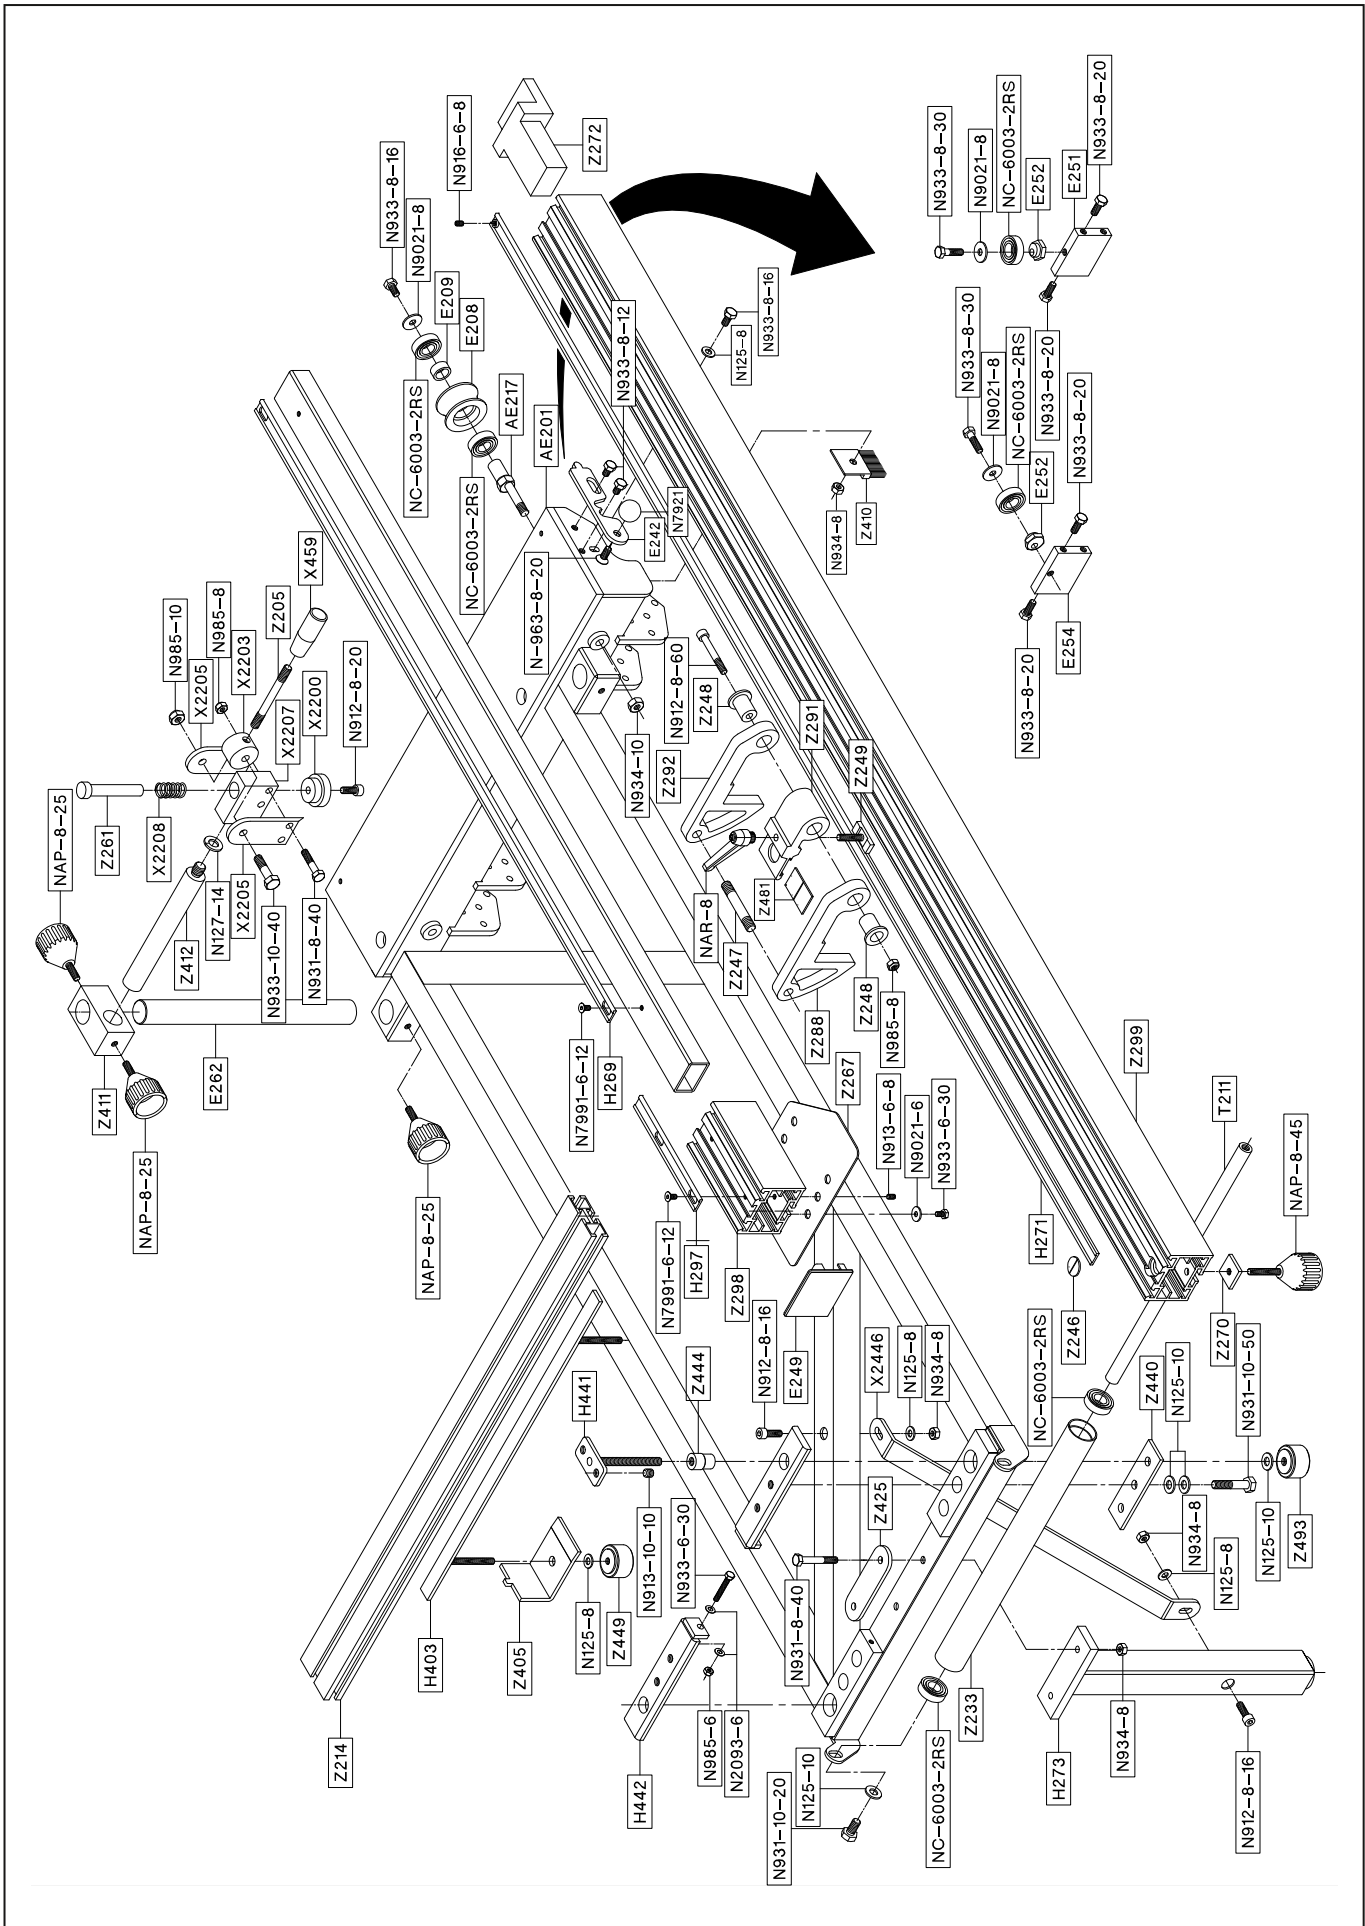 N933-8-20
N933-8-30
N9021-8
NC-6003-2RS
E252
E251
N916-6-8
Z272
N933-8-16
N9021-8
E209
E208
NC-6003-2RS
AE217
AE201
NC-6003-2RS
N-963-8-20
N933-8-12
N125-8
N933-8-16
N7921
E242
N934-8
Z410
N933-8-30
N9021-8
NC-6003-2RS
N933-8-20
E252
N933-8-20
E254
N933-8-20
X459
Z205
N985-8
X2203
N985-10
X2205
X2207
X2200
N912-8-20
NAP-8-25
Z261
X2208
N127-14
X2205
Z412
N933-10-40
N931-8-40
Z411
E262
NAP-8-25
NAP-8-25
N912-8-60
Z248
N934-10
Z292
Z291
Z249
NAR-8
Z481
Z247
Z248
N985-8
Z288
Z267
N7991-6-12
H269
N913-6-8
N9021-6
N933-6-30
Z299
T211
NAP-8-45
H271
Z246
Z270
N7991-6-12
H297
Z298
N912-8-16
E249
X2446
N125-8
N934-8
NC-6003-2RS
Z440
N125-10
N931-10-50
H441
Z444
Z425
N934-8
N125-8
N125-10
Z493
N913-10-10
N933-6-30
N125-8
Z449
Z405
H403
Z214
N931-8-40
N985-6
N2093-6
H442
N125-10
N931-10-20
Z233
NC-6003-2RS
N934-8
H273
N912-8-16